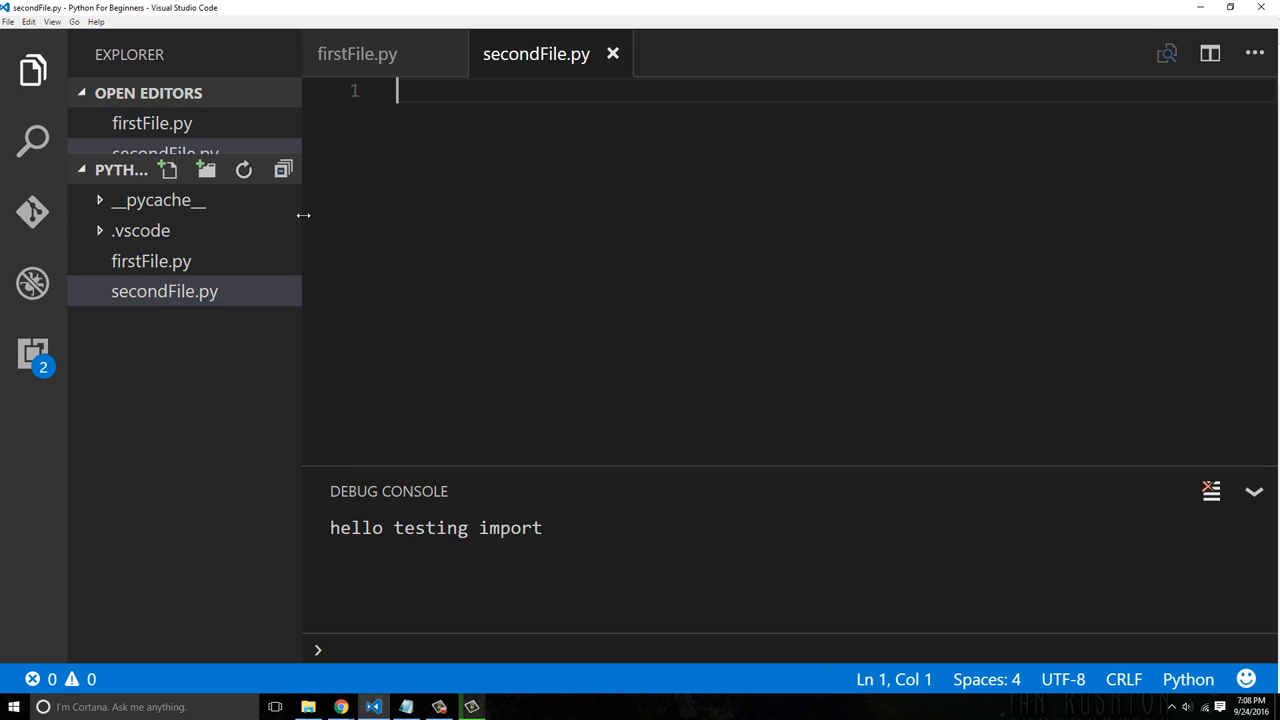 secondFile.py - Python For Beginners - Visual Studio Code
File Edit View Go Help
EXPLORER
firstFile.py
secondFile.py
OPEN EDITORS
firstFile.py
secondFile.py
PYTH...
__pycache__
.vscode
firstFile.py
secondFile.py
1
2
DEBUG CONSOLE
hello testing import
0 0
Ln 1, Col 1 Spaces: 4 UTF-8 CRLF Python
I'm Cortana. Ask me anything.
7:08 PM
9/24/2016